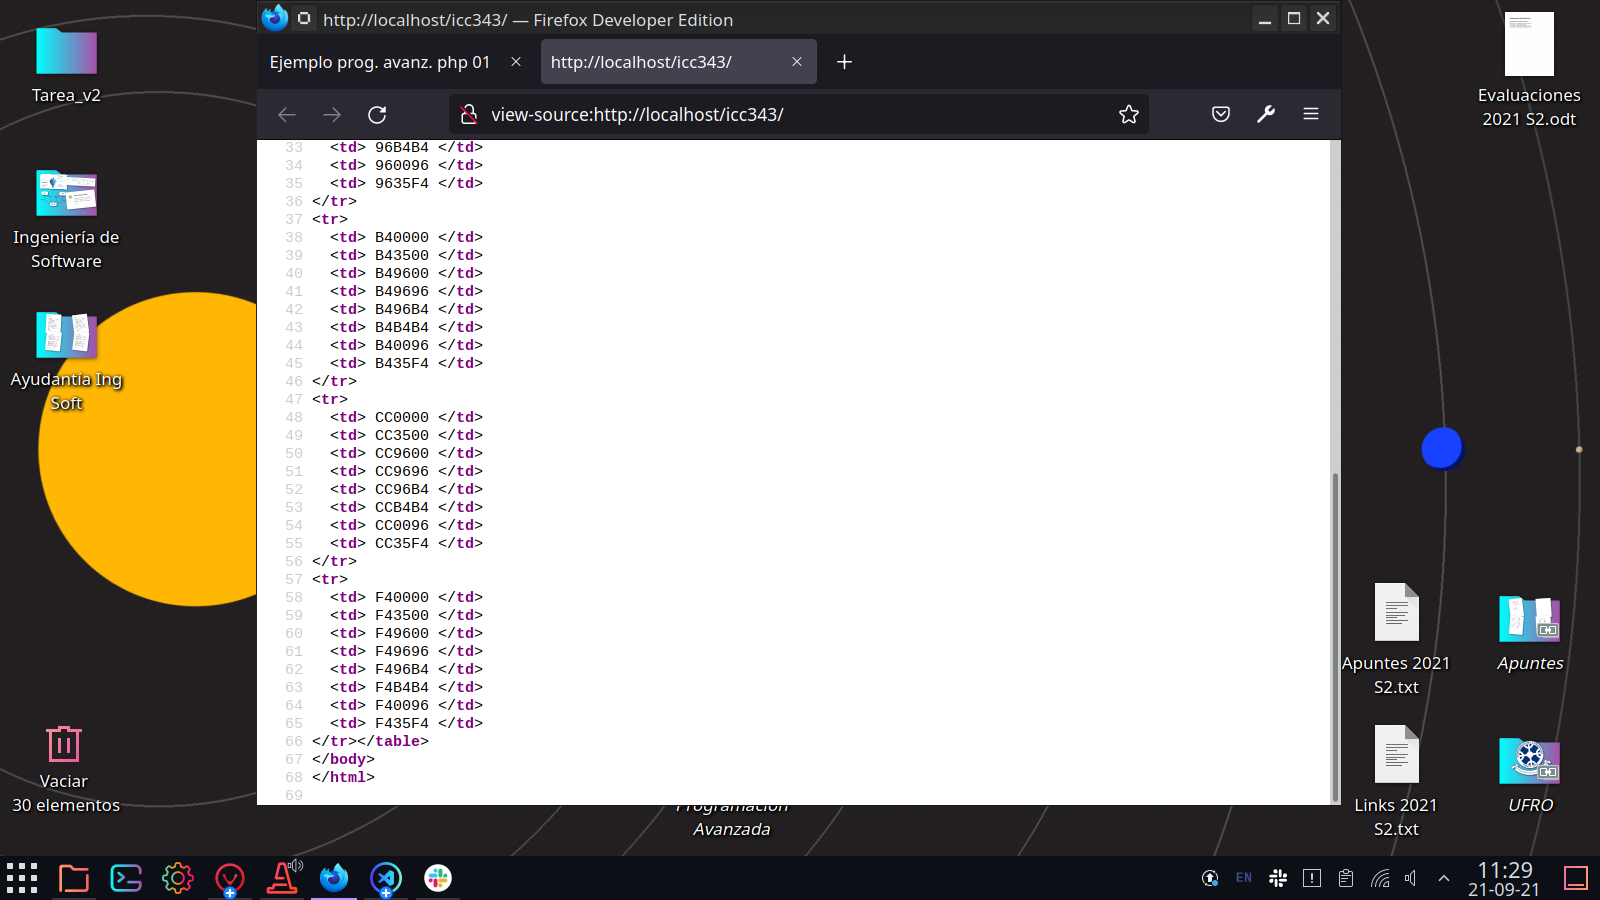 http://localhost/icc343/ — Firefox Developer Edition
Ejemplo prog. avanz. php 01
http://localhost/icc343/
view-source:http://localhost/icc343/
33 <td> 96B4B4 </td>
34 <td> 960096 </td>
35 <td> 9635F4 </td>
36 </tr>
37 <tr>
38 <td> B40000 </td>
39 <td> B43500 </td>
40 <td> B49600 </td>
41 <td> B49696 </td>
42 <td> B496B4 </td>
43 <td> B4B4B4 </td>
44 <td> B40096 </td>
45 <td> B435F4 </td>
46 </tr>
47 <tr>
48 <td> CC0000 </td>
49 <td> CC3500 </td>
50 <td> CC9600 </td>
51 <td> CC9696 </td>
52 <td> CC96B4 </td>
53 <td> CCB4B4 </td>
54 <td> CC0096 </td>
55 <td> CC35F4 </td>
56 </tr>
57 <tr>
58 <td> F40000 </td>
59 <td> F43500 </td>
60 <td> F49600 </td>
61 <td> F49696 </td>
62 <td> F496B4 </td>
63 <td> F4B4B4 </td>
64 <td> F40096 </td>
65 <td> F435F4 </td>
66 </tr></table>
67 </body>
68 </html>
69
Tarea_v2
Ingeniería de
Software
Ayudantía Ing
Soft
Vaciar
30 elementos
Programación
Avanzada
Evaluaciones
2021 S2.odt
Apuntes 2021
S2.txt
Apuntes
Links 2021
S2.txt
UFRO
EN
11:29
21-09-21